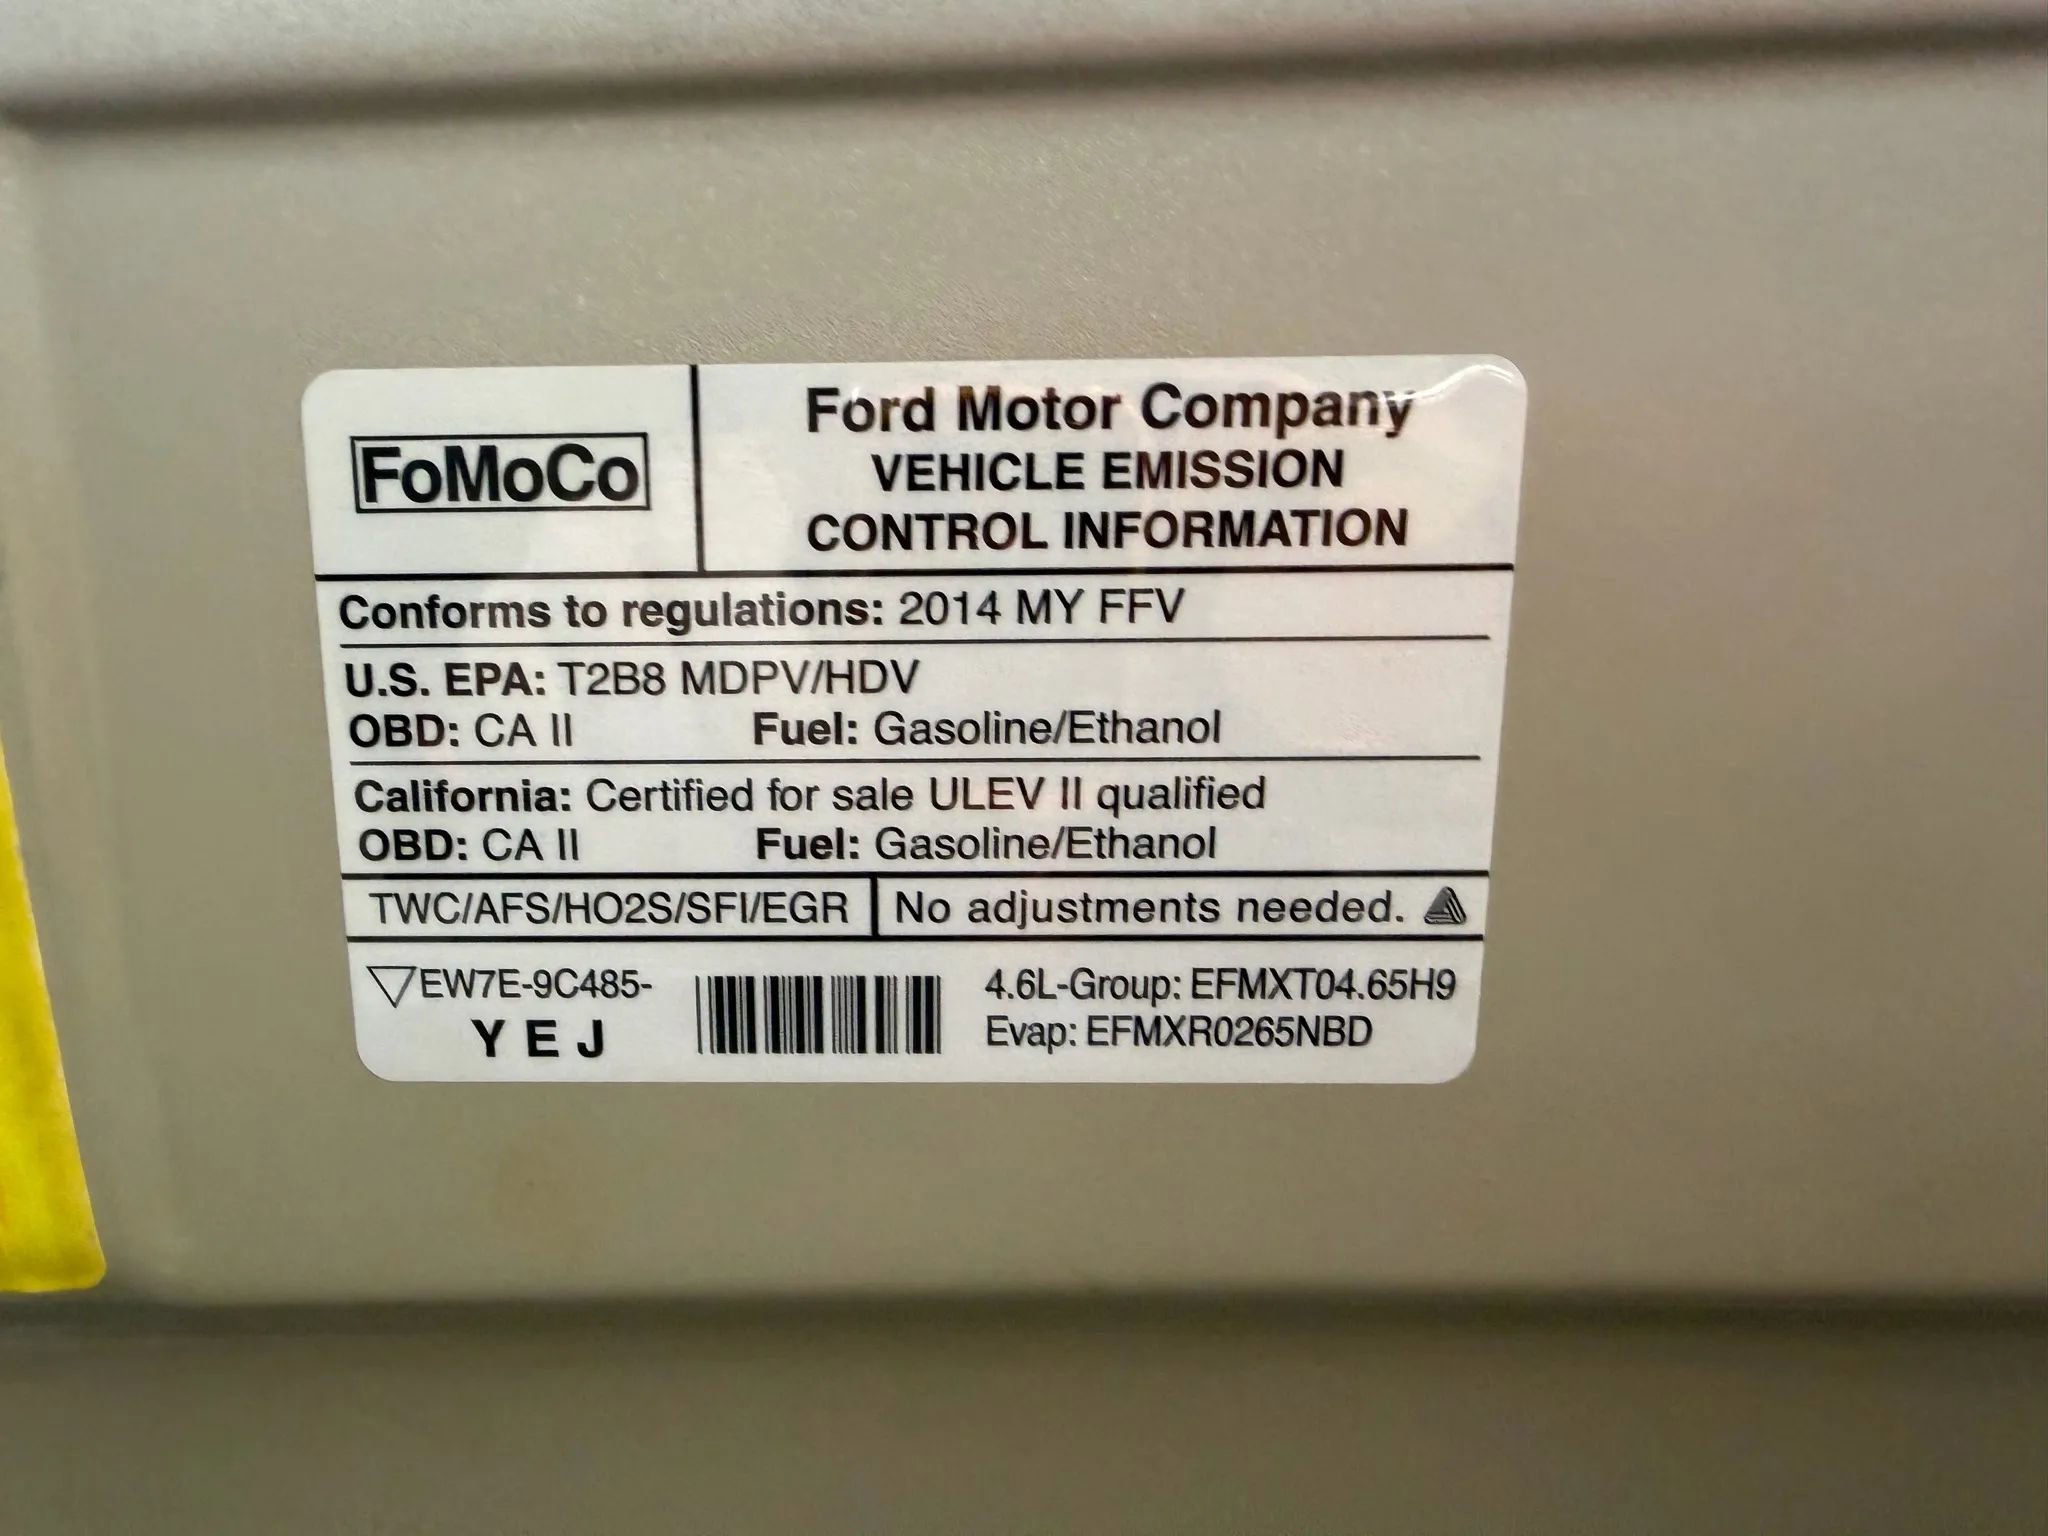 FoMoCo
Ford Motor Company
VEHICLE EMISSION
CONTROL INFORMATION
Conforms to regulations: 2014 MY FFV
U.S. EPA: T2B8 MDPV/HDV
OBD: CA II Fuel: Gasoline/Ethanol
California: Certified for sale ULEV II qualified
OBD: CA II Fuel: Gasoline/Ethanol
TWC/AFS/HO2S/SFI/EGR No adjustments needed.
EW7E-9C485- 4.6L-Group: EFMXT04.65H9
Y E J Evap: EFMXR0265NBD